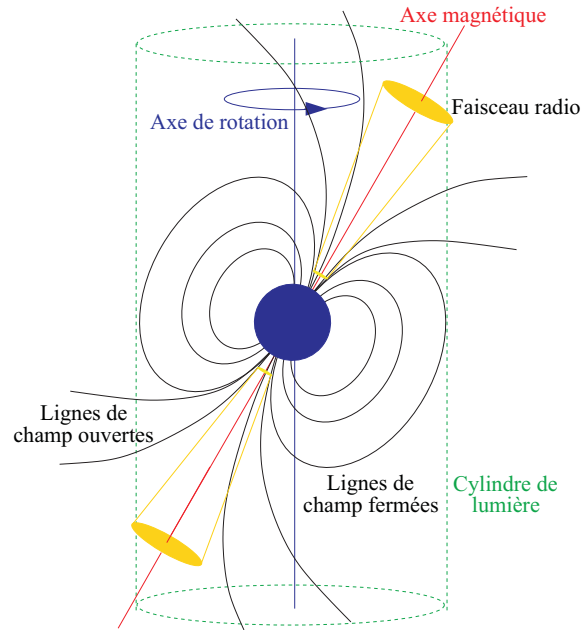 Axe magnétique
Faisceau radio
Axe de rotation
Lignes de
champ ouvertes
Lignes de
champ fermées
Cylindre de
lumière